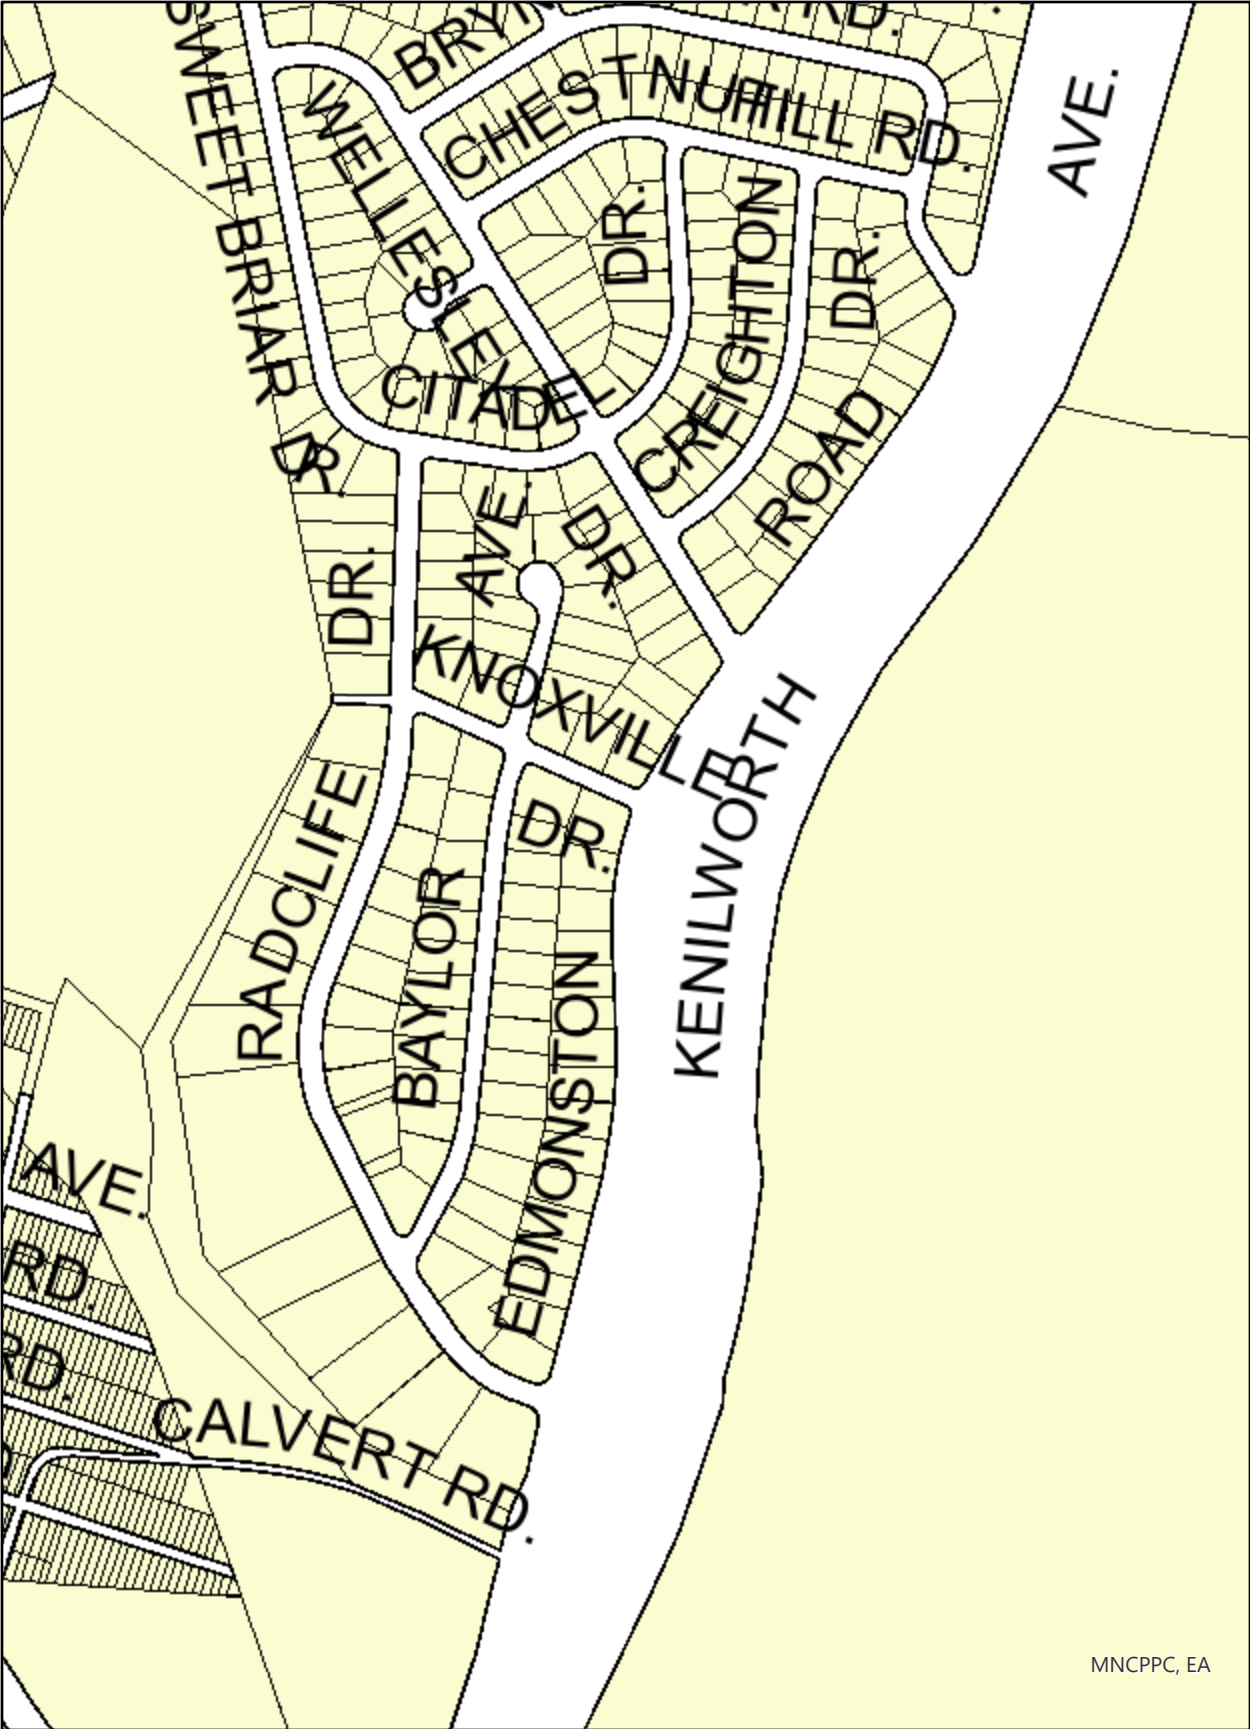 SWEET BRIAR DR.
BRYN
RD.
CHESTNUT HILL RD.
AVE.
WELLESLEY
DR.
CREIGHTON
DR.
CITADEL
ROAD
AVE.
DR.
DR.
KNOXVILLE
DR.
KENILWORTH
RADCLIFE
BAYLOR
EDMONSTON
AVE.
RD.
RD.
CALVERT RD.
MNCPPC, EA